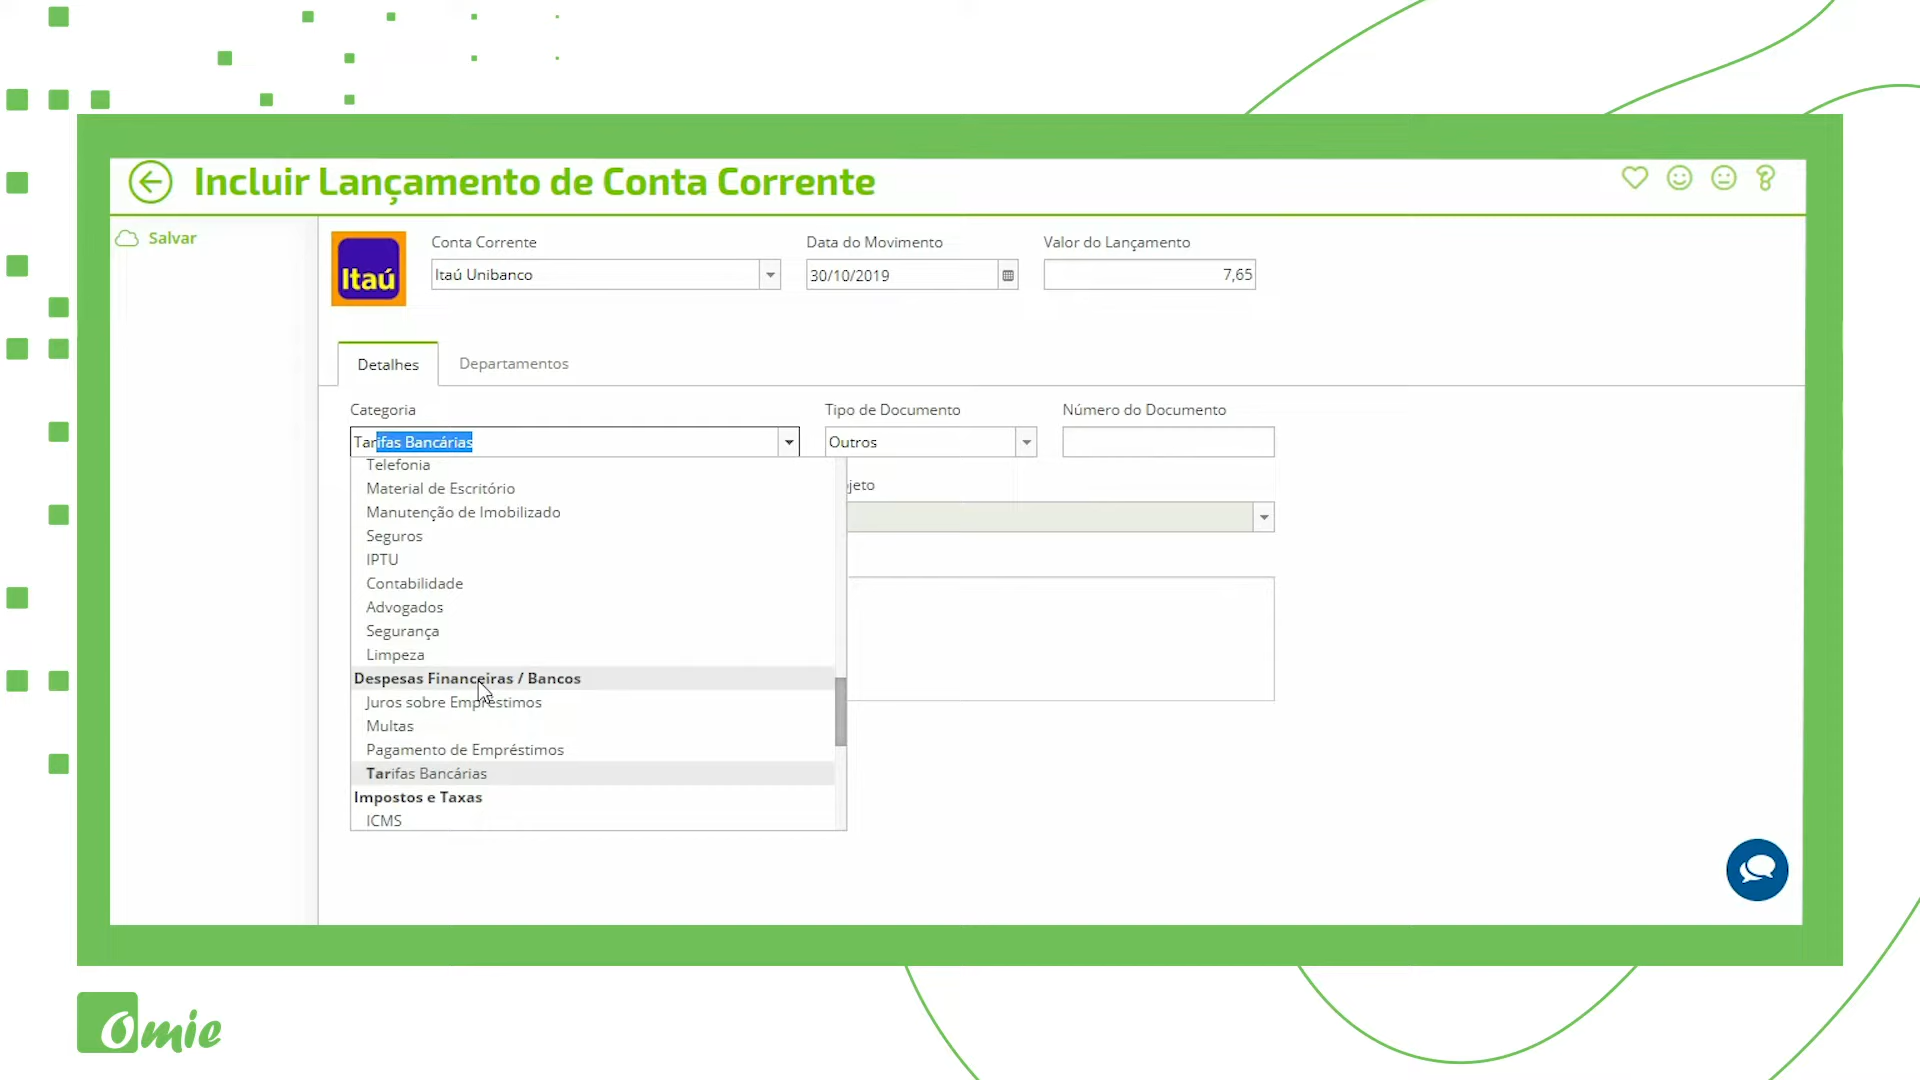 Incluir Lançamento de Conta Corrente
Salvar
Itaú
Conta Corrente
Data do Movimento
Valor do Lançamento
Itaú Unibanco
30/10/2019
7,65
Detalhes
Departamentos
Categoria
Tipo de Documento
Número do Documento
Tarifas Bancárias
Outros
Telefonia
jeto
Material de Escritório
Manutenção de Imobilizado
Seguros
IPTU
Contabilidade
Advogados
Segurança
Limpeza
Despesas Financeiras / Bancos
Juros sobre Empréstimos
Multas
Pagamento de Empréstimos
Tarifas Bancárias
Impostos e Taxas
ICMS
Omie